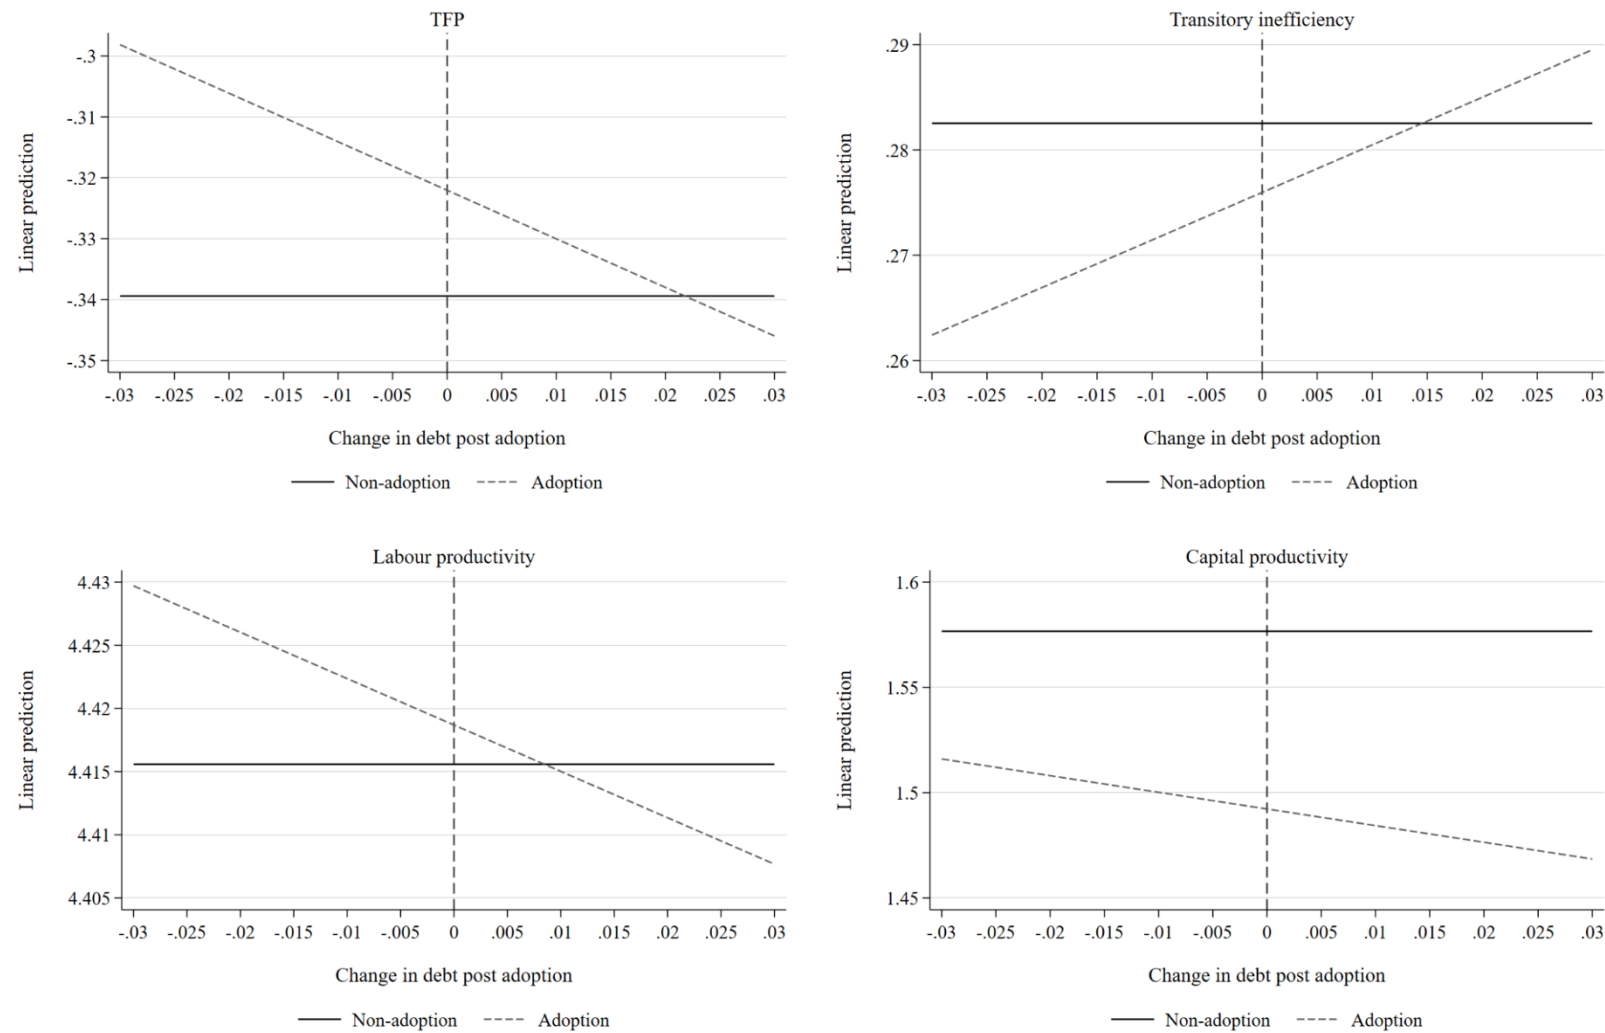 TFP
Linear prediction
-.3
-.31
-.32
-.33
-.34
-.35
-.03 -.025 -.02 -.015 -.01 -.005 0 .005 .01 .015 .02 .025 .03
Change in debt post adoption
Non-adoption Adoption
Transitory inefficiency
Linear prediction
.29
.28
.27
.26
-.03 -.025 -.02 -.015 -.01 -.005 0 .005 .01 .015 .02 .025 .03
Change in debt post adoption
Non-adoption Adoption
Labour productivity
Linear prediction
4.43
4.425
4.42
4.415
4.41
4.405
-.03 -.025 -.02 -.015 -.01 -.005 0 .005 .01 .015 .02 .025 .03
Change in debt post adoption
Non-adoption Adoption
Capital productivity
Linear prediction
1.6
1.55
1.5
1.45
-.03 -.025 -.02 -.015 -.01 -.005 0 .005 .01 .015 .02 .025 .03
Change in debt post adoption
Non-adoption Adoption